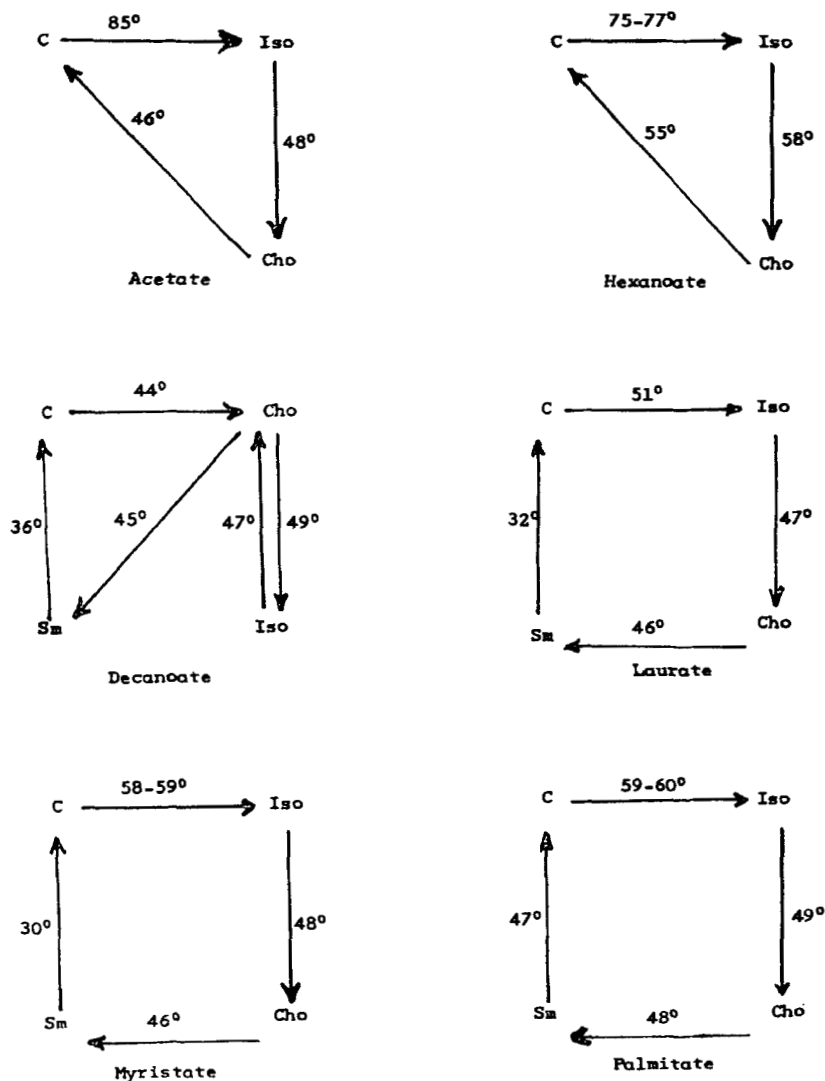 85°
C Iso
46°
48°
Cho
Acetate
75-77°
C Iso
55°
58°
Cho
Hexanoate
44°
C Cho
36°
45°
47°
49°
Sm Iso
Decanoate
51°
C Iso
32°
47°
Cho
46°
Sm
Laurate
58-59°
C Iso
30°
48°
Cho
46°
Sm
Myristate
59-60°
C Iso
47°
49°
Cho
48°
Sm
Palmitate